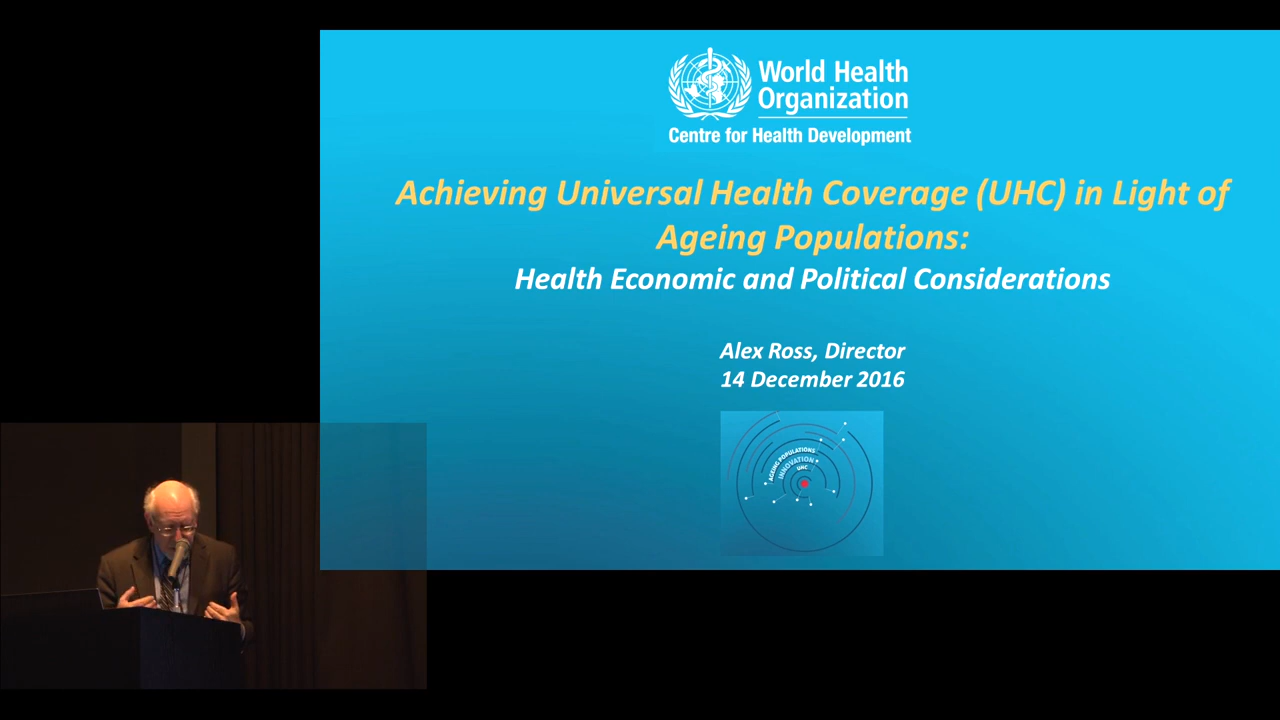 World Health
Organization
Centre for Health Development
Achieving Universal Health Coverage (UHC) in Light of
Ageing Populations:
Health Economic and Political Considerations
Alex Ross, Director
14 December 2016
AGEING POPULATIONS
INNOVATION
UHC